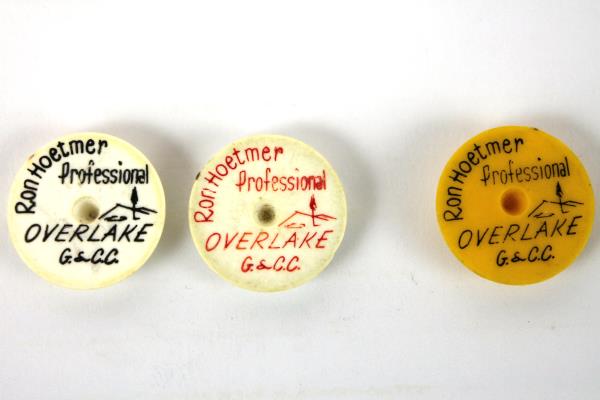 Ron Hoetmer
Professional
OVERLAKE
G.&C.C.
Ron Hoetmer
Professional
OVERLAKE
G.&C.C.
Ron Hoetmer
Professional
OVERLAKE
G.&C.C.